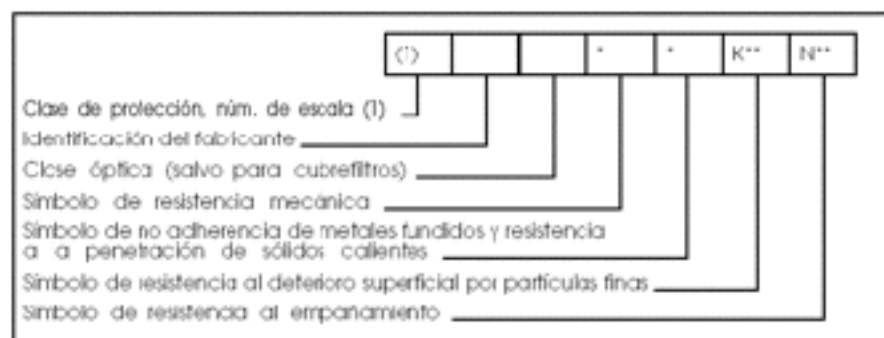 (1) * * K** N**
Clase de protección, núm. de escala (1)
Identificación del fabricante
Clase óptica (salvo para cubrefiltros)
Símbolo de resistencia mecánica
Símbolo de no adherencia de metales fundidos y resistencia
a la penetración de sólidos calientes
Símbolo de resistencia al deterioro superficial por partículas finas
Símbolo de resistencia al empañamiento